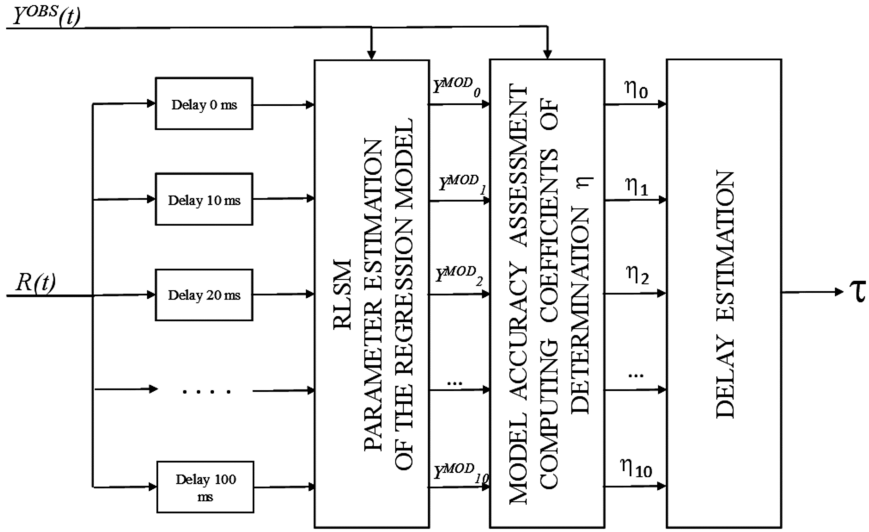 Y^OBS(t)
R(t)
Delay 0 ms
Delay 10 ms
Delay 20 ms
. . . .
Delay 100
ms
RLSM
PARAMETER ESTIMATION
OF THE REGRESSION MODEL
Y^MOD_0
Y^MOD_1
Y^MOD_2
...
Y^MOD_10
MODEL ACCURACY ASSESSMENT
COMPUTING COEFFICIENTS OF
DETERMINATION η
η0
η1
η2
...
η10
DELAY ESTIMATION
τ